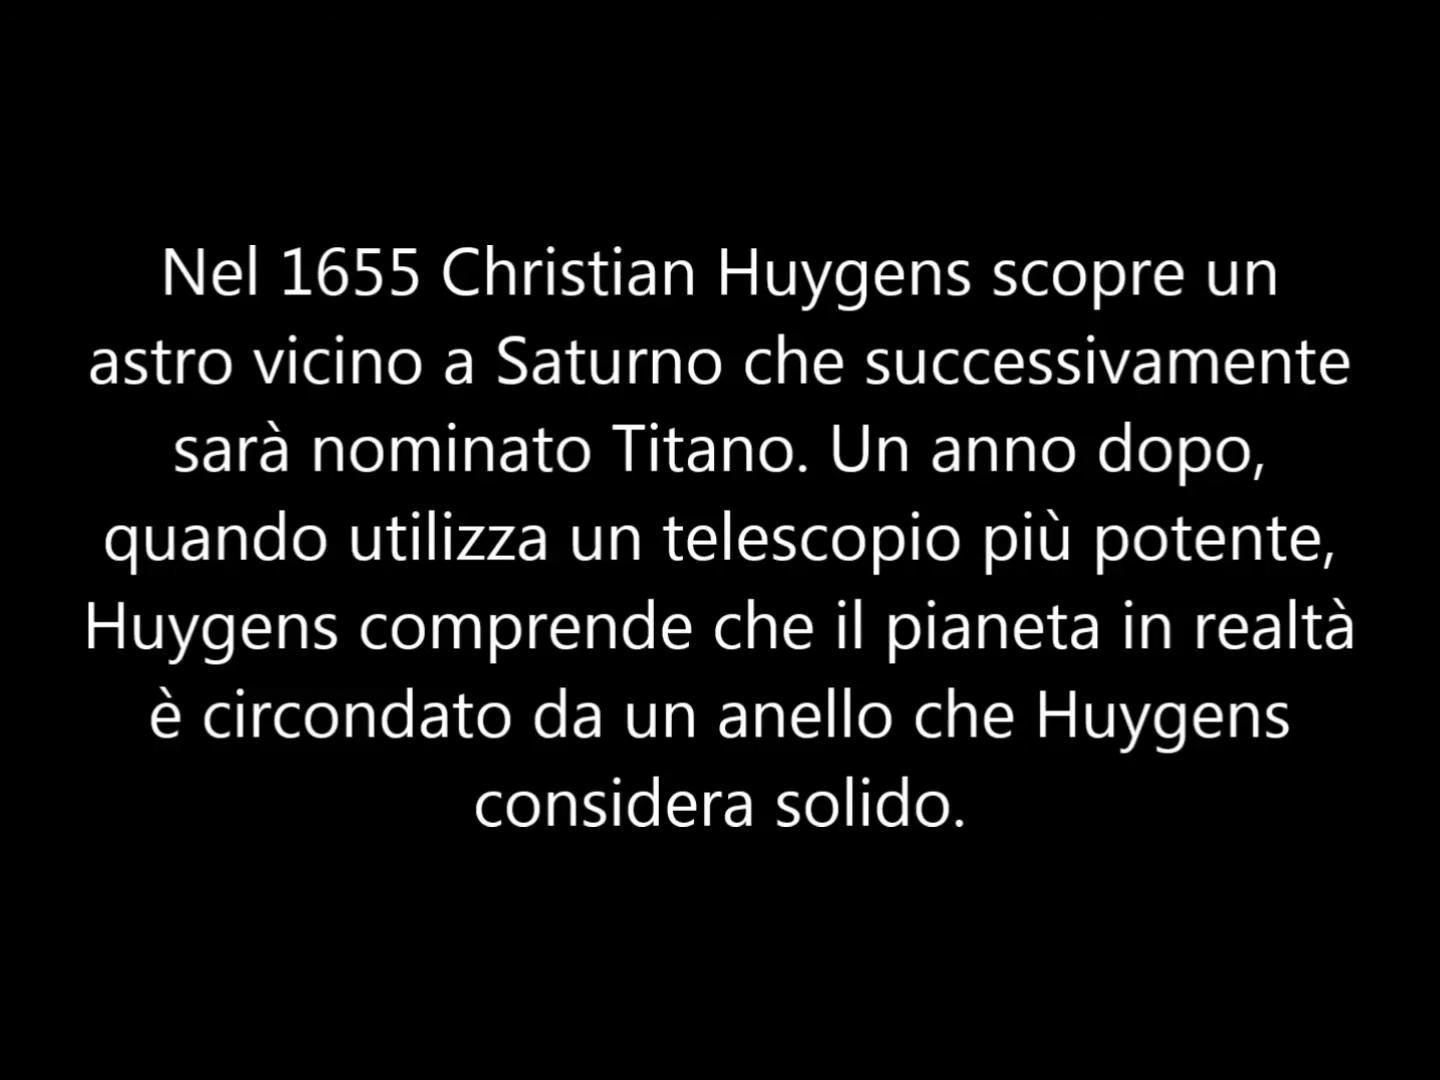 Nel 1655 Christian Huygens scopre un
astro vicino a Saturno che successivamente
sarà nominato Titano. Un anno dopo,
quando utilizza un telescopio più potente,
Huygens comprende che il pianeta in realtà
è circondato da un anello che Huygens
considera solido.